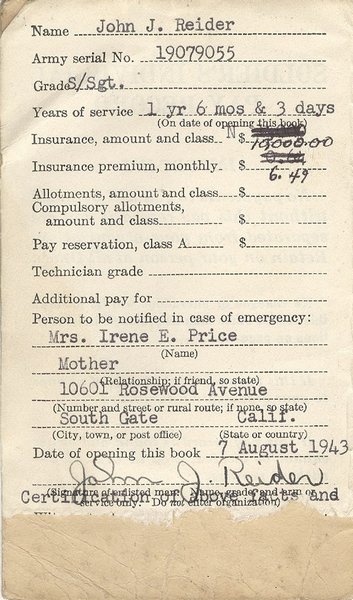 Name John J. Reider
Army serial No. 19079055
Grade S/Sgt.
Years of service 1 yr 6 mos & 3 days
(On date of opening this book)
Insurance, amount and class N $ 10000.00
Insurance premium, monthly $ 6.49
Allotments, amount and class $
Compulsory allotments,
amount and class $
Pay reservation, class A $
Technician grade
Additional pay for
Person to be notified in case of emergency:
Mrs. Irene E. Price
(Name)
Mother
(Relationship; if friend, so state)
10601 Rosewood Avenue
(Number and street or rural route; if none, so state)
South Gate Calif.
(City, town, or post office) (State or country)
Date of opening this book 7 August 1943
John J. Reider
(Signature of enlisted man. Name, grade, and arm or
Certification of above facts and
service only. Do not enter organization)